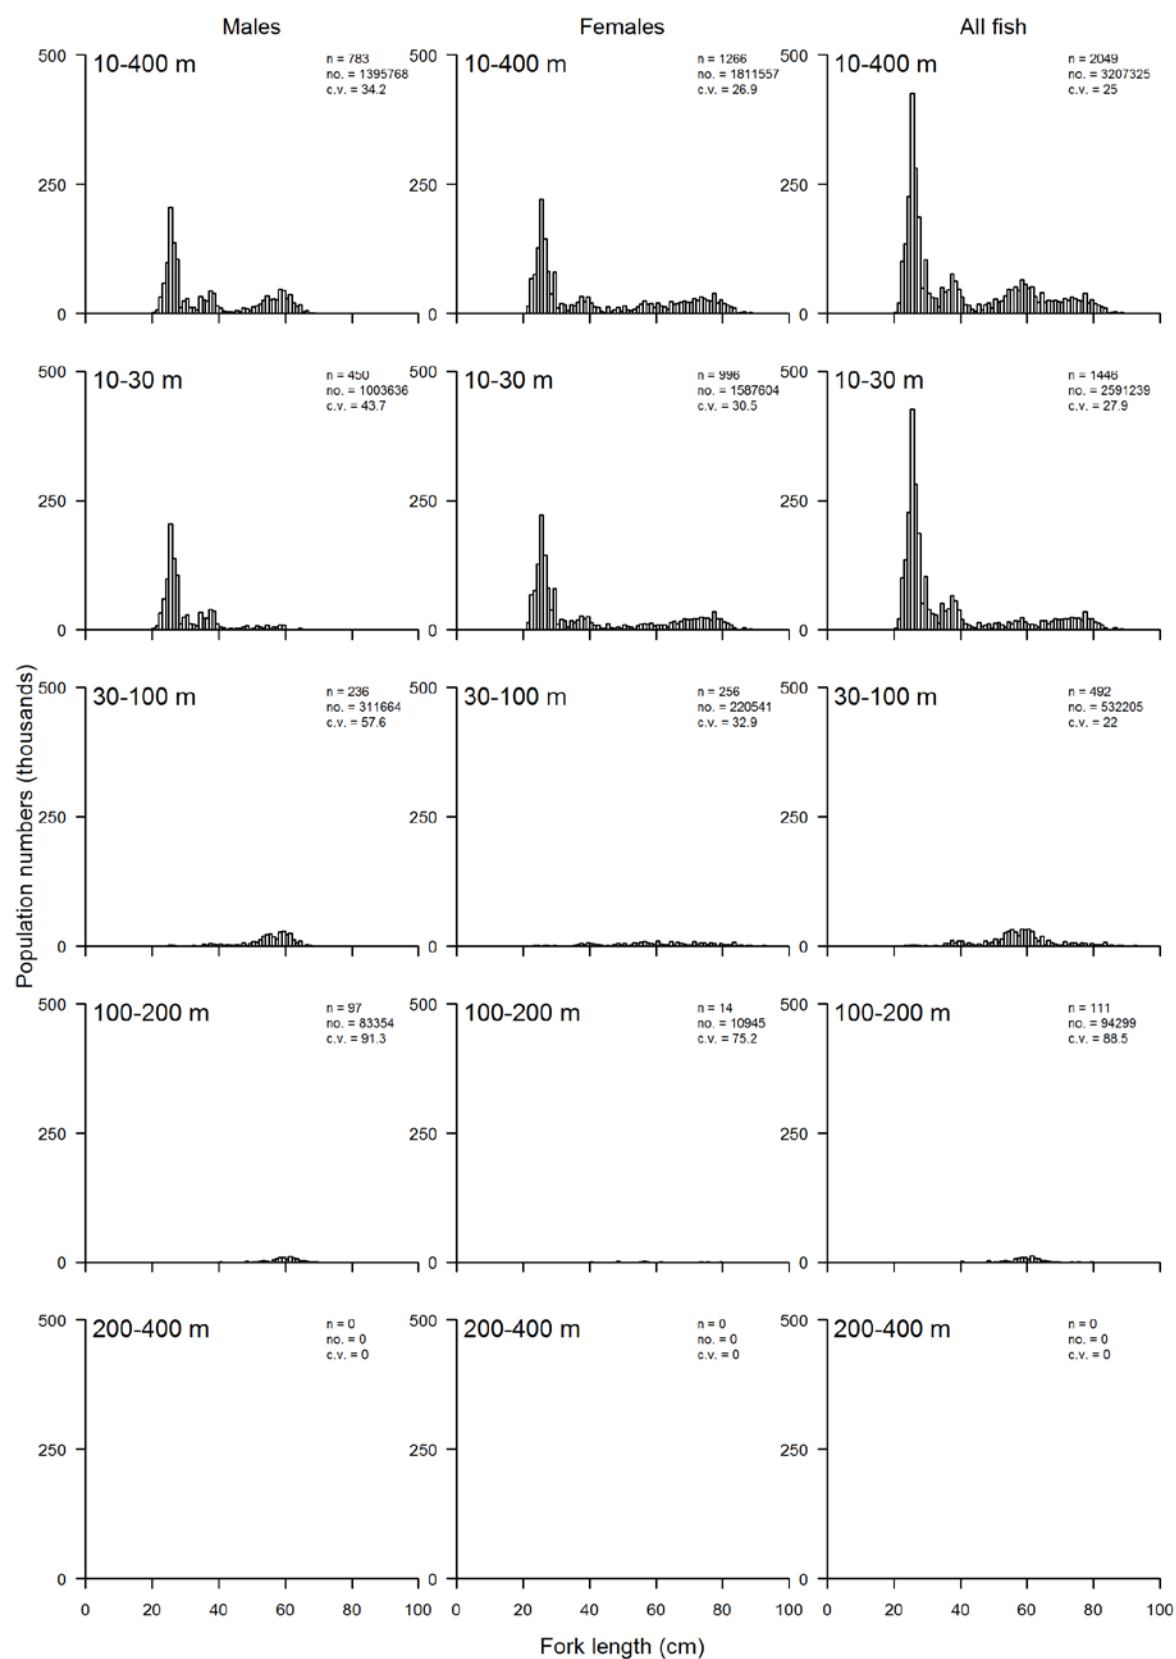 Males Females All fish
500 10-400 m n = 783 500 10-400 m n = 1266 500 10-400 m n = 2049
no. = 1395768 no. = 1811557 no. = 3207325
c.v. = 34.2 c.v. = 26.9 c.v. = 25
250 250 250
0 0 0
500 10-30 m n = 450 500 10-30 m n = 996 500 10-30 m n = 1446
no. = 1003636 no. = 1587604 no. = 2591239
c.v. = 43.7 c.v. = 30.5 c.v. = 27.9
250 250 250
0 0 0
Population numbers (thousands)
500 30-100 m n = 236 500 30-100 m n = 256 500 30-100 m n = 492
no. = 311664 no. = 220541 no. = 532205
c.v. = 57.6 c.v. = 32.9 c.v. = 22
250 250 250
0 0 0
500 100-200 m n = 97 500 100-200 m n = 14 500 100-200 m n = 111
no. = 83354 no. = 10945 no. = 94299
c.v. = 91.3 c.v. = 75.2 c.v. = 88.5
250 250 250
0 0 0
500 200-400 m n = 0 500 200-400 m n = 0 500 200-400 m n = 0
no. = 0 no. = 0 no. = 0
c.v. = 0 c.v. = 0 c.v. = 0
250 250 250
0 0 0
0 20 40 60 80 100 0 20 40 60 80 100 0 20 40 60 80 100
Fork length (cm)